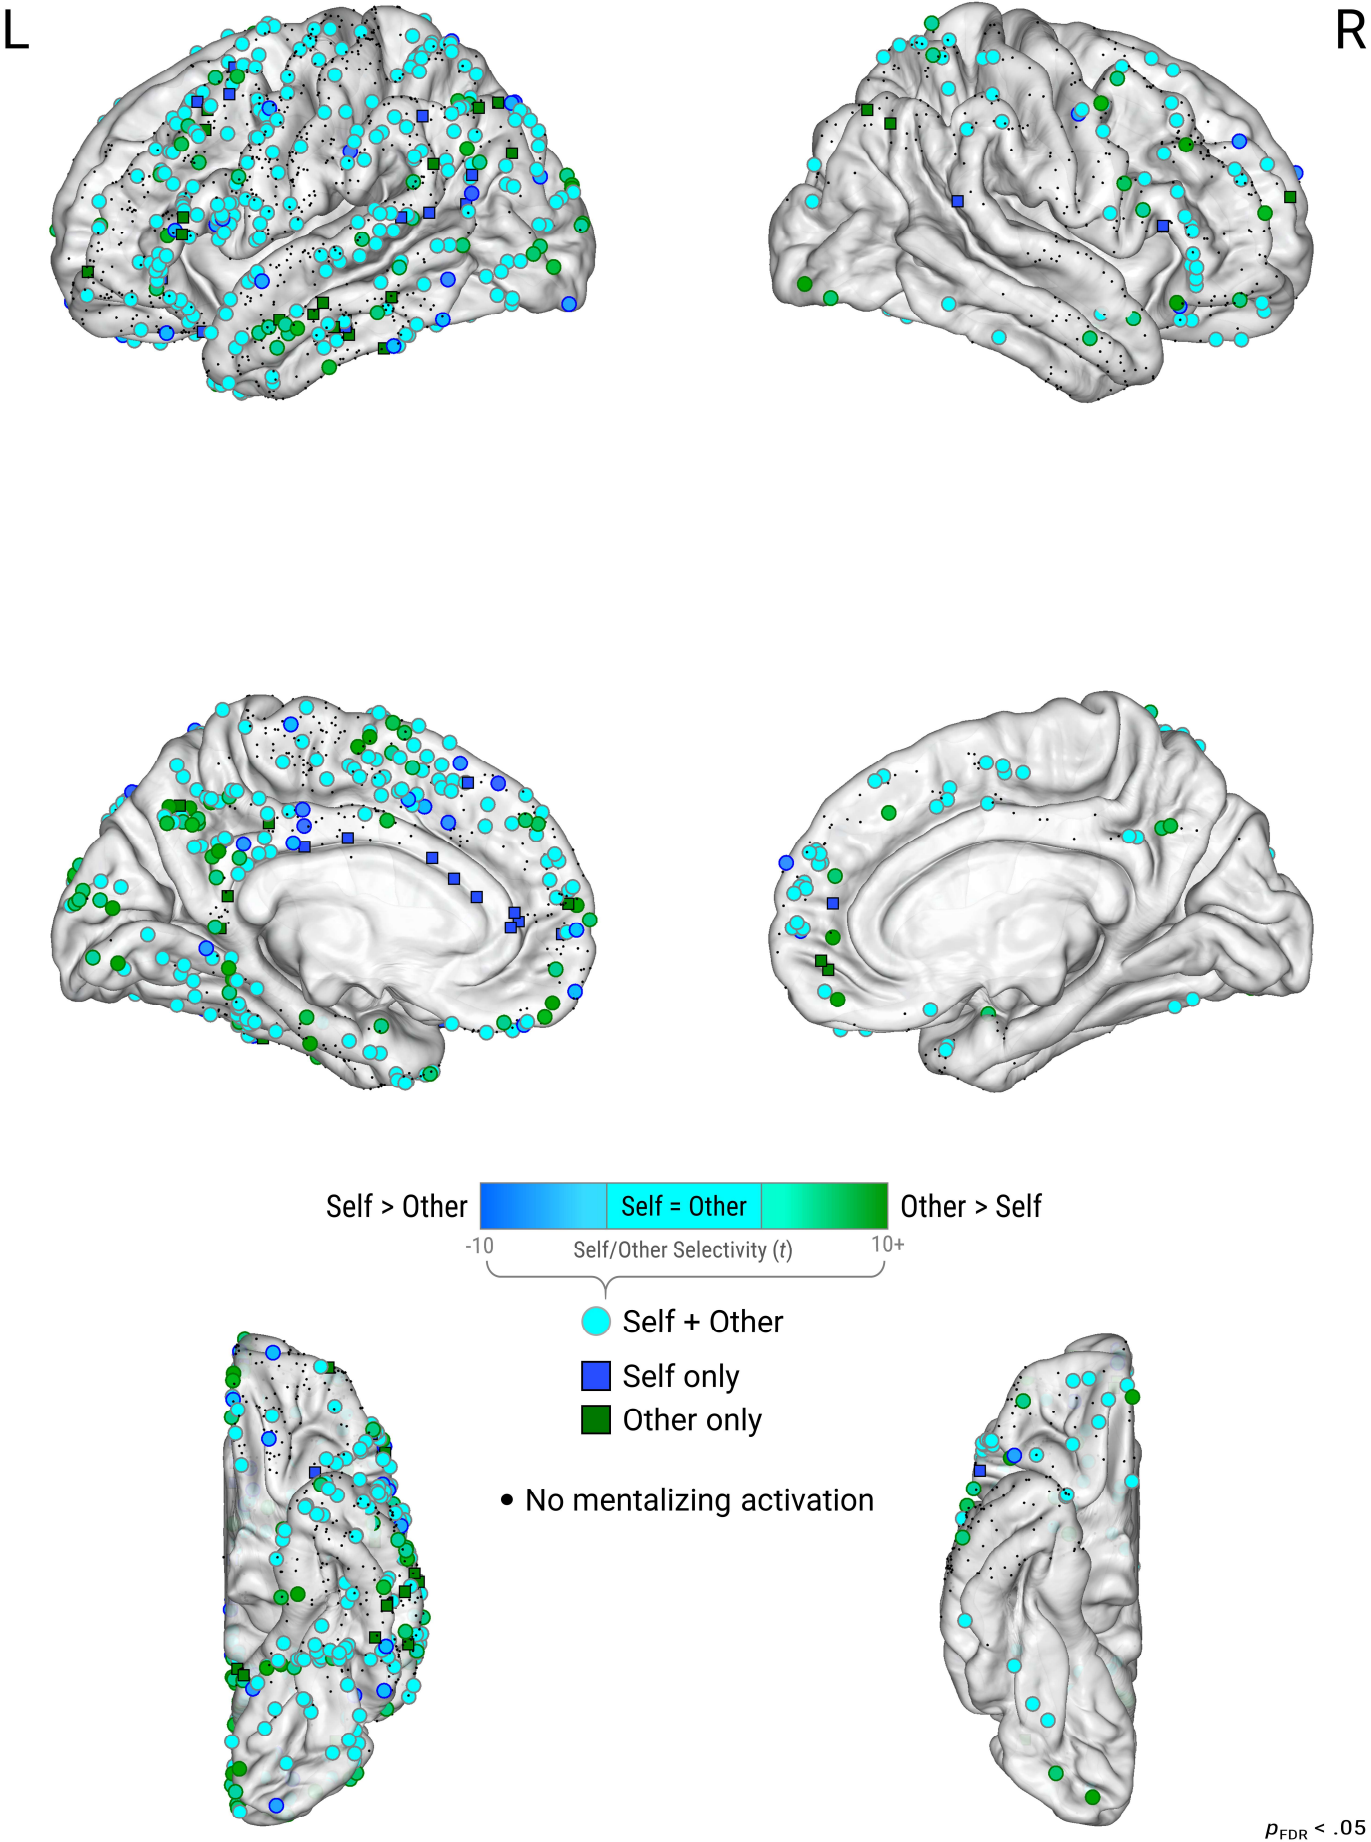 L
R
Self > Other
Self = Other
Other > Self
-10
Self/Other Selectivity (t)
10+
Self + Other
Self only
Other only
No mentalizing activation
pFDR < .05